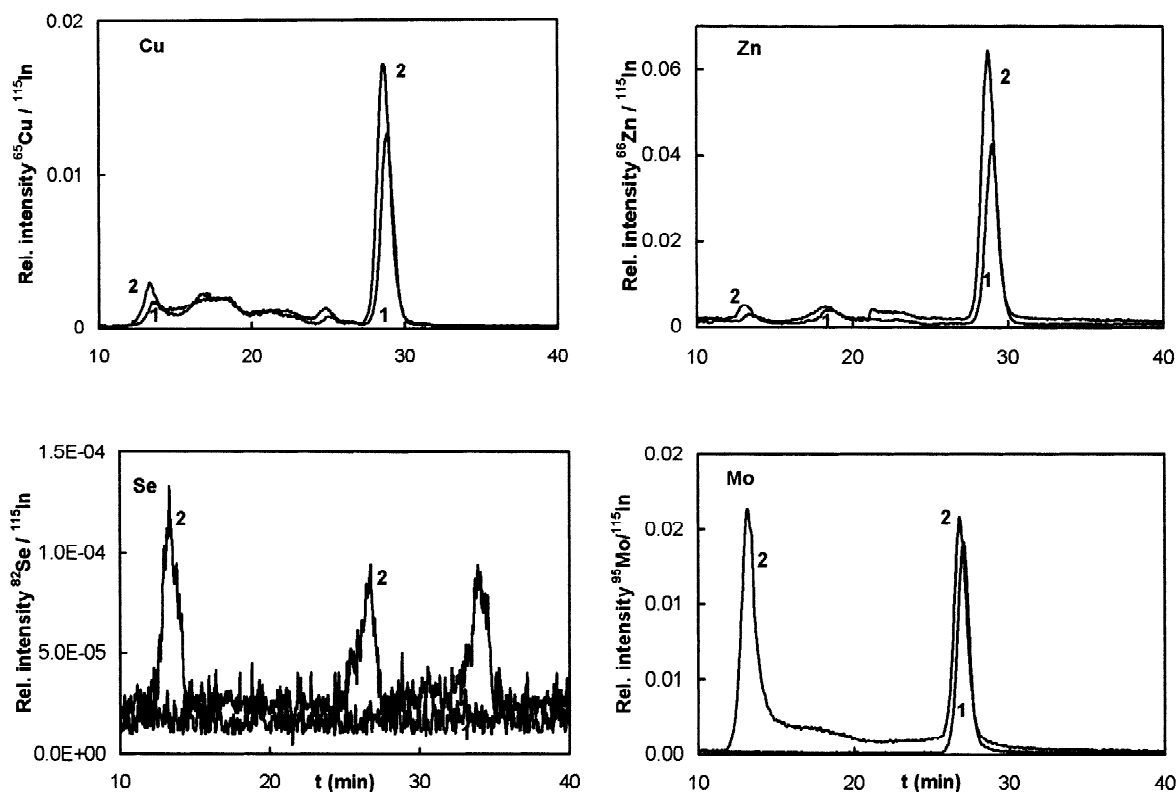 0.02
Cu
2
0.01
2
1
1
0
10 20 30 40
Rel. intensity ⁶⁵Cu / ¹¹⁵In
Zn
0.06
2
0.04
0.02
1
2
1
0
10 20 30 40
Rel. intensity ⁶⁶Zn / ¹¹⁵In
1.5E-04
Se
2
1.0E-04
2
5.0E-05
0.0E+00
10 20 30 40
t (min)
Rel. intensity ⁸²Se / ¹¹⁵In
0.02
Mo
2
0.02
2
0.01
0.01
1
0.00
10 20 30 40
t (min)
Rel. intensity ⁹⁵Mo/¹¹⁵In